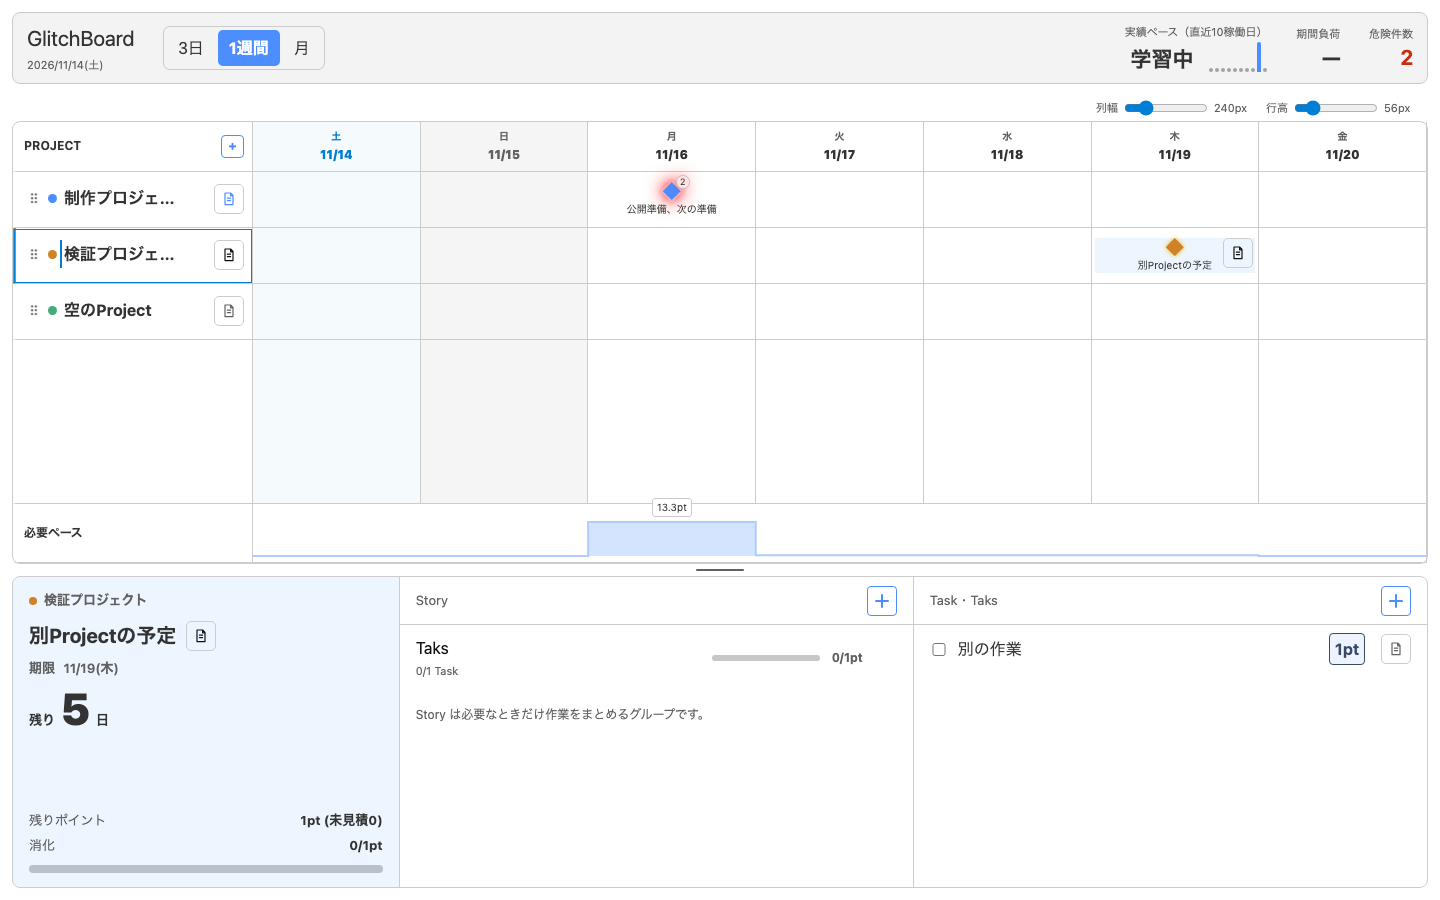 GlitchBoard
2026/11/14(土)
3日 1週間 月
実績ペース（直近10稼働日）
学習中
期間負荷
—
危険件数
2
列幅 240px 行高 56px
PROJECT +
土 11/14
日 11/15
月 11/16
火 11/17
水 11/18
木 11/19
金 11/20
制作プロジェ...
2
公開準備、次の準備
検証プロジェ...
別Projectの予定
空のProject
必要ペース
13.3pt
検証プロジェクト
別Projectの予定
期限 11/19(木)
残り 5 日
残りポイント 1pt (未見積0)
消化 0/1pt
Story +
Taks
0/1 Task
0/1pt
Story は必要なときだけ作業をまとめるグループです。
Task・Taks +
別の作業 1pt